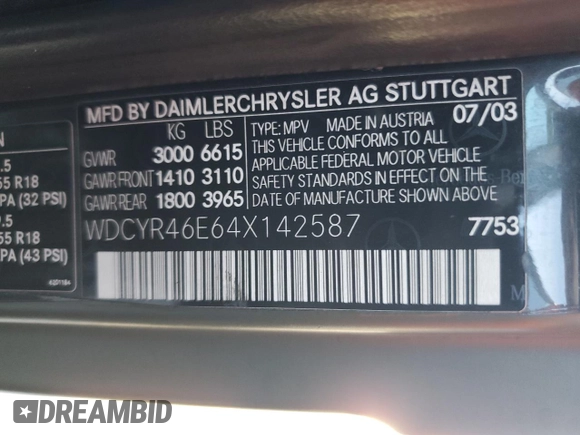 N
.5
55 R18
PA (32 PSI)
9.5
55 R18
PA (43 PSI)
MFD BY DAIMLERCHRYSLER AG STUTTGART
KG LBS
GVWR 3000 6615
GAWR FRONT 1410 3110
GAWR REAR 1800 3965
TYPE: MPV MADE IN AUSTRIA 07/03
THIS VEHICLE CONFORMS TO ALL
APPLICABLE FEDERAL MOTOR VEHICLE
SAFETY STANDARDS IN EFFECT ON THE
DATE OF MANUFACTURE SHOWN ABOVE.
WDCYR46E64X142587 7753
DREAMBID